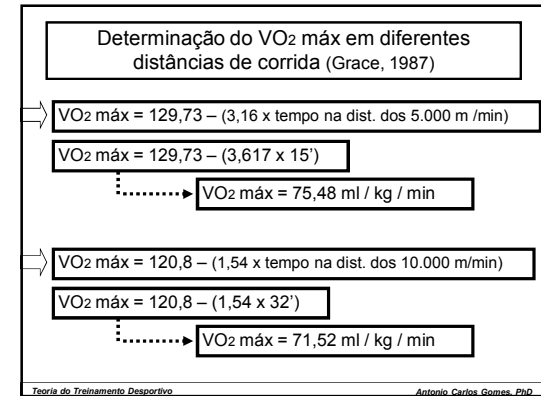 Determinação do VO2 máx em diferentes
distâncias de corrida (Grace, 1987)
VO2 máx = 129,73 – (3,16 x tempo na dist. dos 5.000 m /min)
VO2 máx = 129,73 – (3,617 x 15’)
VO2 máx = 75,48 ml / kg / min
VO2 máx = 120,8 – (1,54 x tempo na dist. dos 10.000 m/min)
VO2 máx = 120,8 – (1,54 x 32’)
VO2 máx = 71,52 ml / kg / min
Teoria do Treinamento Desportivo Antonio Carlos Gomes, PhD